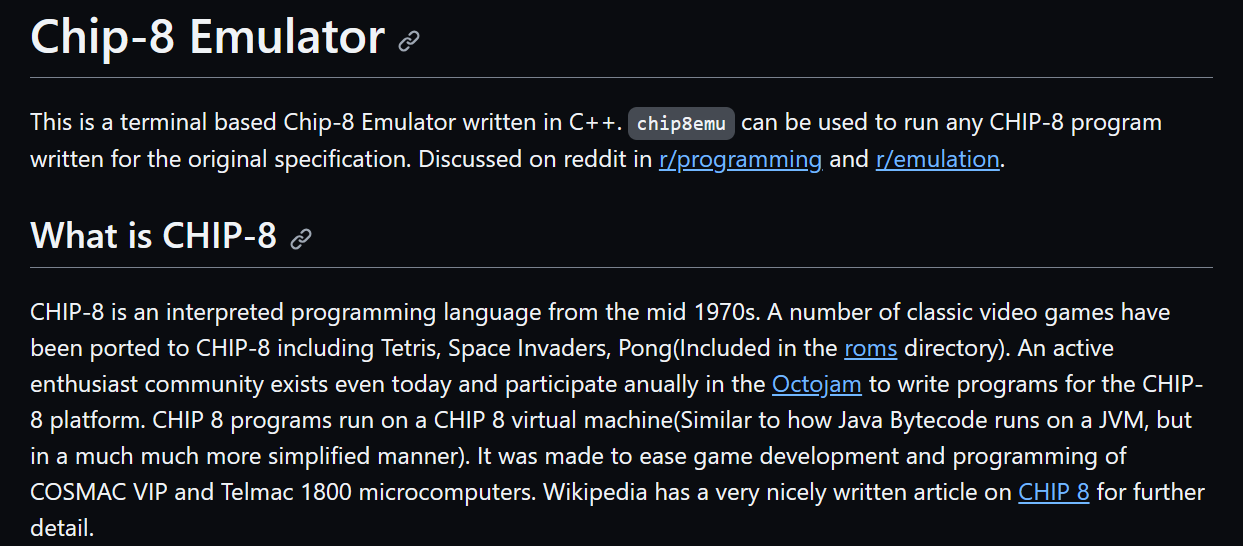 Chip-8 Emulator
This is a terminal based Chip-8 Emulator written in C++. chip8emu can be used to run any CHIP-8 program
written for the original specification. Discussed on reddit in r/programming and r/emulation.
What is CHIP-8
CHIP-8 is an interpreted programming language from the mid 1970s. A number of classic video games have
been ported to CHIP-8 including Tetris, Space Invaders, Pong(Included in the roms directory). An active
enthusiast community exists even today and participate anually in the Octojam to write programs for the CHIP-
8 platform. CHIP 8 programs run on a CHIP 8 virtual machine(Similar to how Java Bytecode runs on a JVM, but
in a much much more simplified manner). It was made to ease game development and programming of
COSMAC VIP and Telmac 1800 microcomputers. Wikipedia has a very nicely written article on CHIP 8 for further
detail.